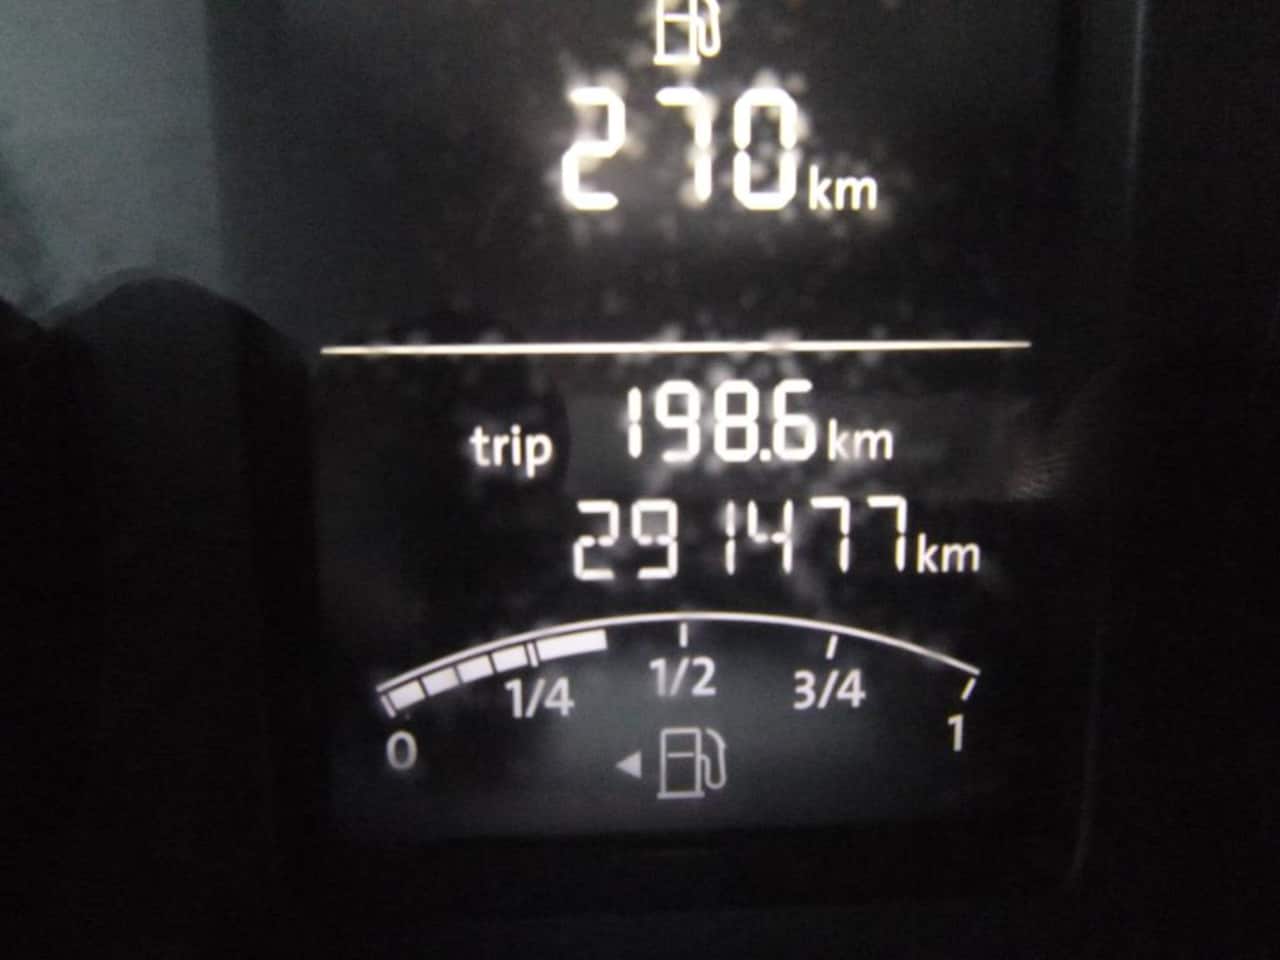 270 km
trip 198.6 km
291477 km
0 1/4 1/2 3/4 1